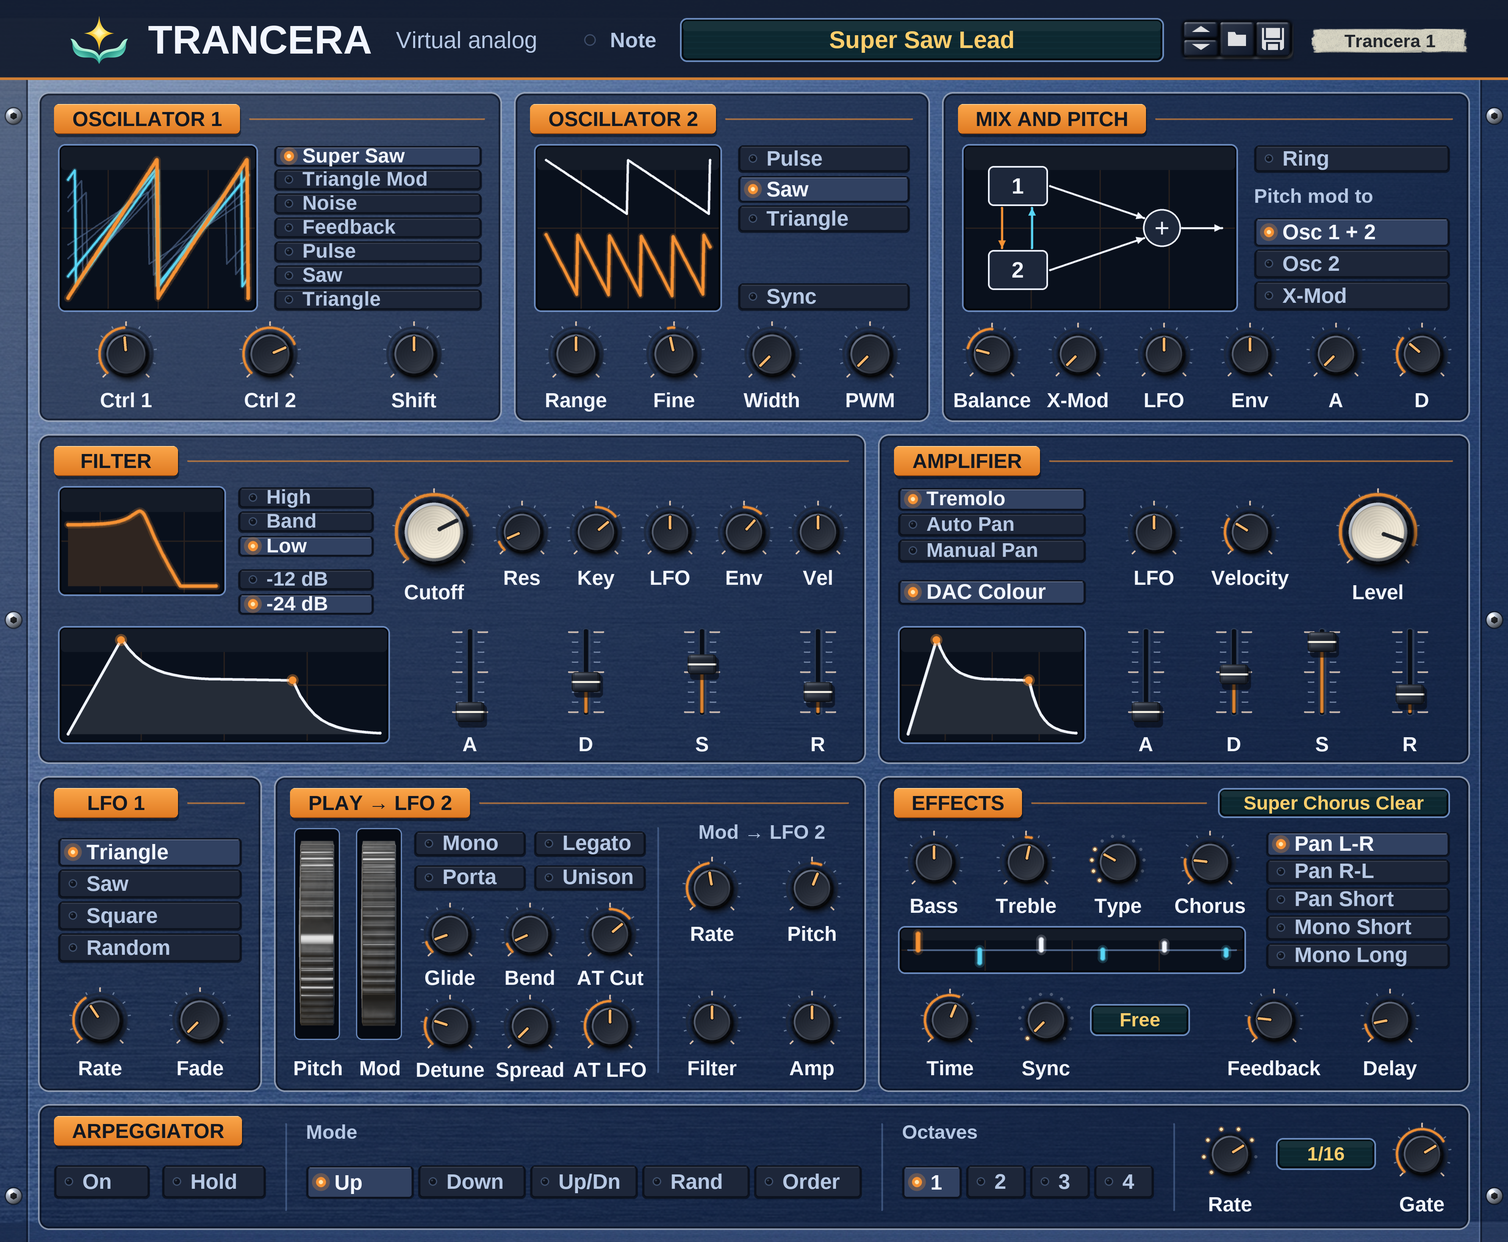 TRANCERA Virtual analog Note Super Saw Lead Trancera 1
OSCILLATOR 1
Super Saw
Triangle Mod
Noise
Feedback
Pulse
Saw
Triangle
Ctrl 1 Ctrl 2 Shift
OSCILLATOR 2
Pulse
Saw
Triangle
Sync
Range Fine Width PWM
MIX AND PITCH
1
2
+
Ring
Pitch mod to
Osc 1 + 2
Osc 2
X-Mod
Balance X-Mod LFO Env A D
FILTER
High
Band
Low
-12 dB
-24 dB
Cutoff Res Key LFO Env Vel
A D S R
AMPLIFIER
Tremolo
Auto Pan
Manual Pan
DAC Colour
LFO Velocity Level
A D S R
LFO 1
Triangle
Saw
Square
Random
Rate Fade
PLAY → LFO 2
Mono Legato
Porta Unison
Glide Bend AT Cut
Pitch Mod Detune Spread AT LFO
Mod → LFO 2
Rate Pitch
Filter Amp
EFFECTS Super Chorus Clear
Bass Treble Type Chorus
Pan L-R
Pan R-L
Pan Short
Mono Short
Mono Long
Free
Time Sync Feedback Delay
ARPEGGIATOR
On Hold
Mode
Up Down Up/Dn Rand Order
Octaves
1 2 3 4
1/16
Rate Gate